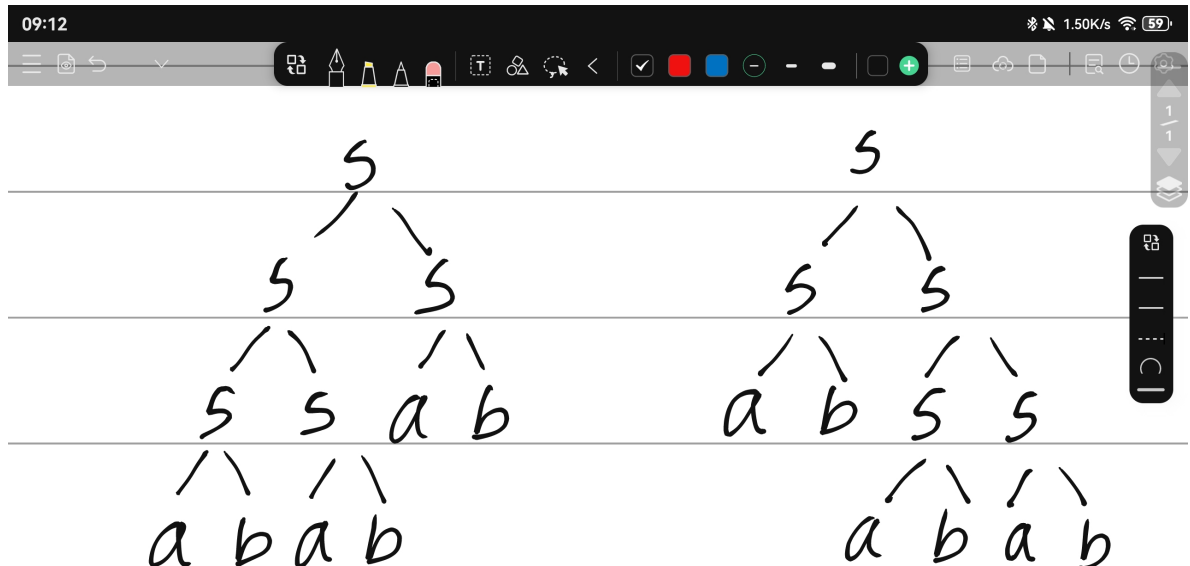 09:12 1.50K/s 59
T
1
1
S S
S S S S
S S a b a b S S
a b a b a b a b